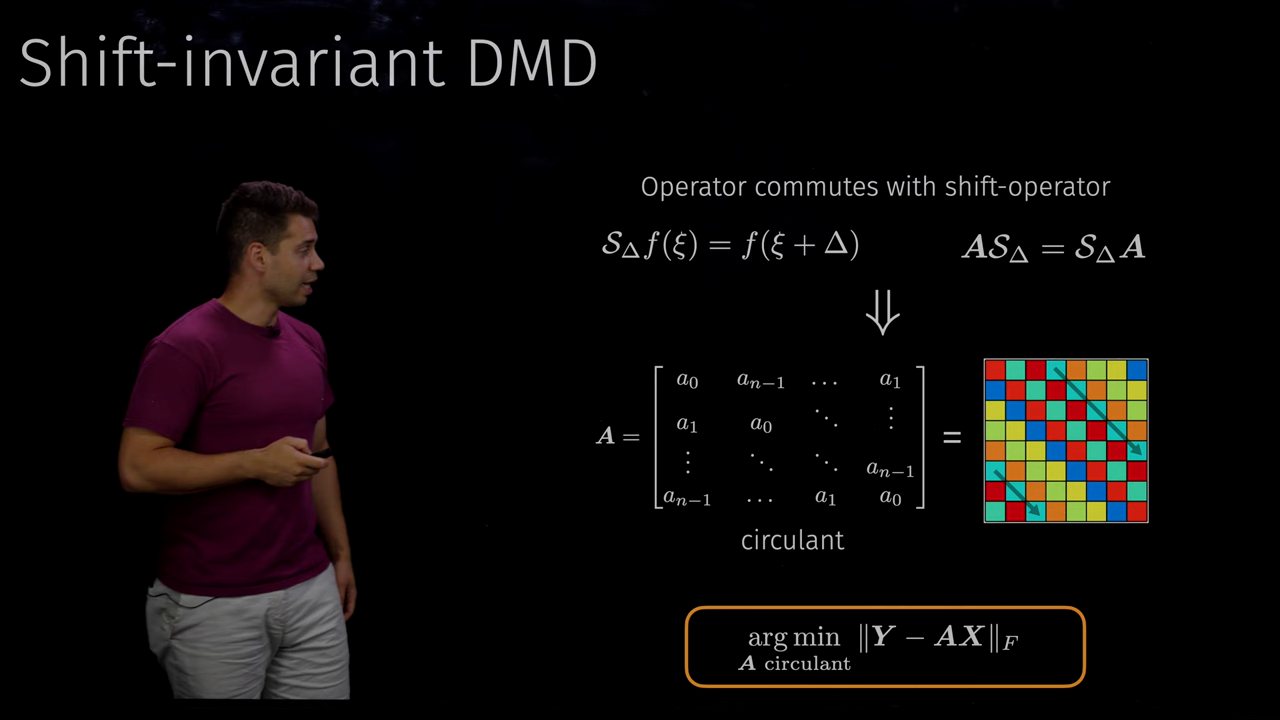 Shift-invariant DMD
Operator commutes with shift-operator
𝒮_Δ f(ξ) = f(ξ + Δ)    A𝒮_Δ = 𝒮_Δ A
⇓
a_0 a_{n−1} … a_1
a_1 a_0 ⋱ ⋮
A = ⋮ ⋱ ⋱ a_{n−1} =
a_{n−1} … a_1 a_0
circulant
arg min ‖Y − AX‖_F
A circulant